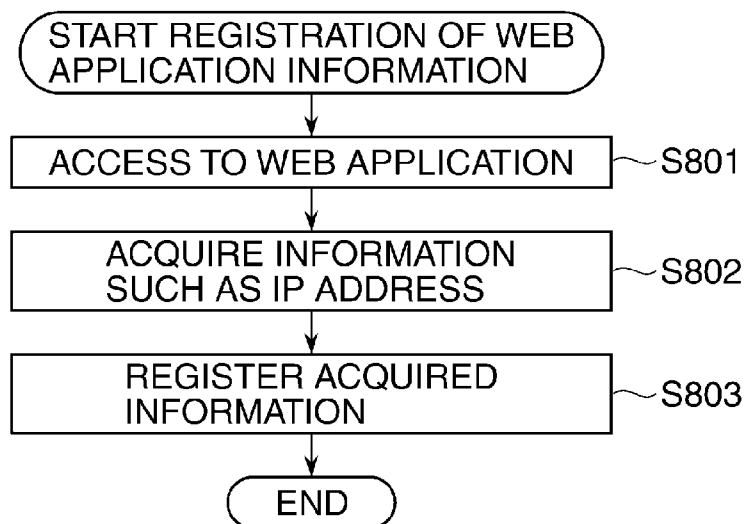 START REGISTRATION OF WEB
APPLICATION INFORMATION
ACCESS TO WEB APPLICATION
S801
ACQUIRE INFORMATION
SUCH AS IP ADDRESS
S802
REGISTER ACQUIRED
INFORMATION
S803
END